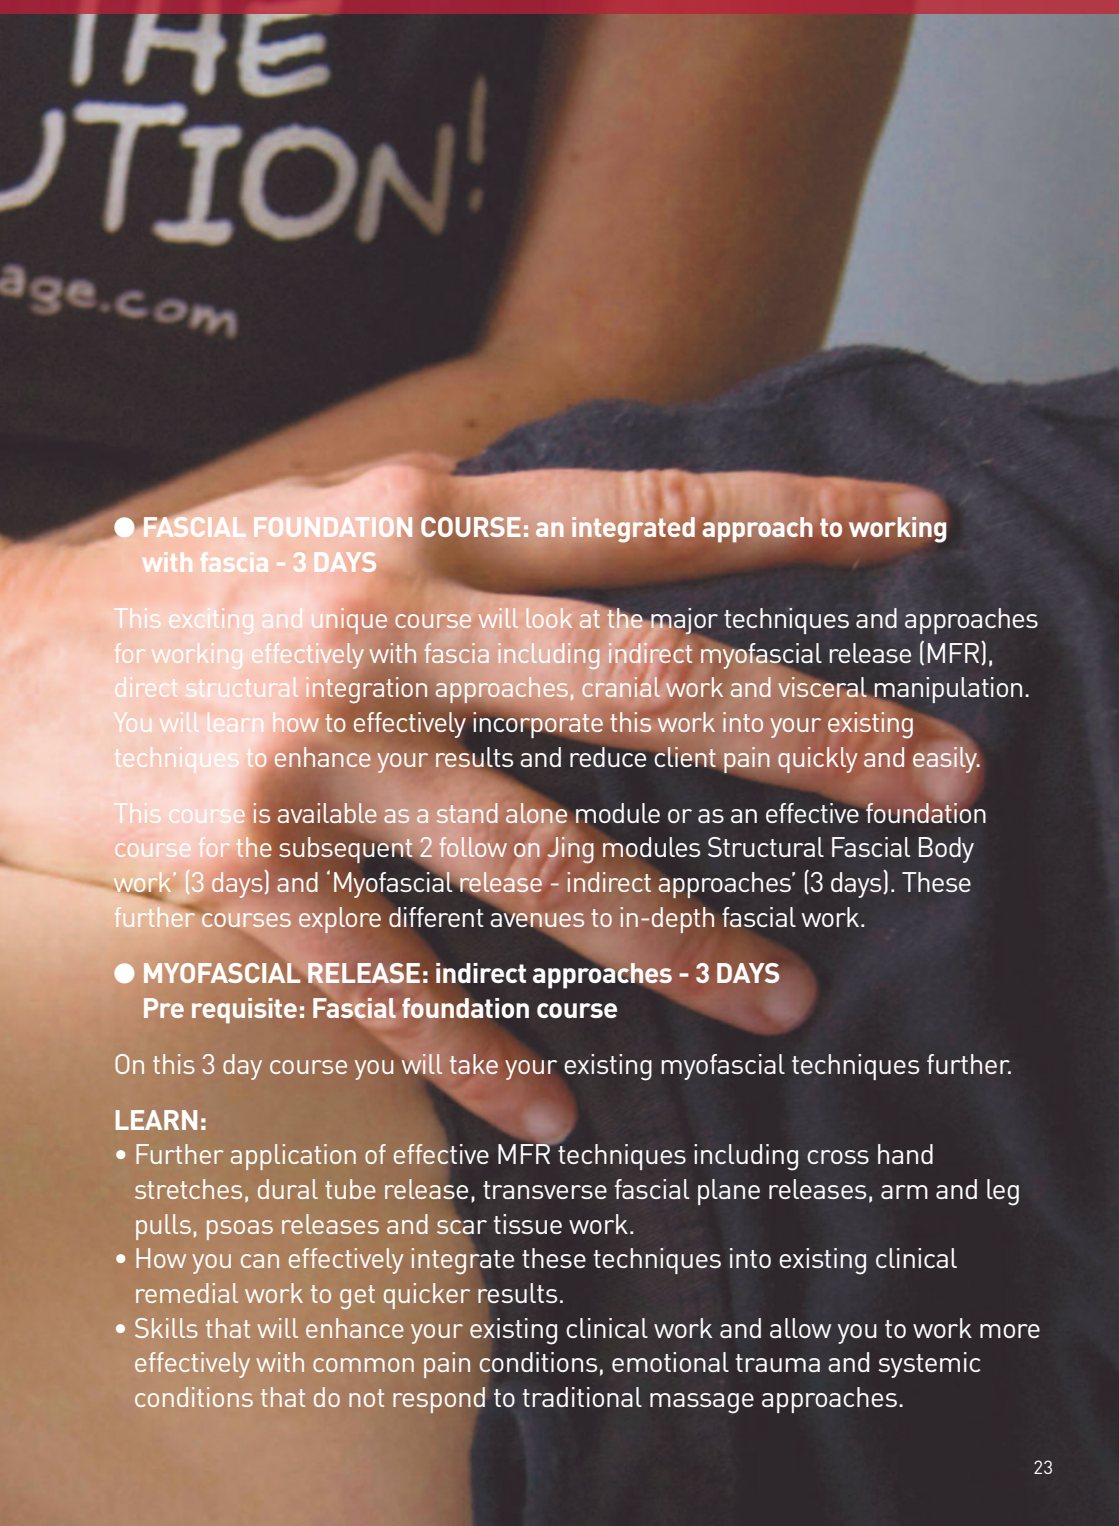 THE
UTION!
age.com
● FASCIAL FOUNDATION COURSE: an integrated approach to working
with fascia - 3 DAYS
This exciting and unique course will look at the major techniques and approaches
for working effectively with fascia including indirect myofascial release (MFR),
direct structural integration approaches, cranial work and visceral manipulation.
You will learn how to effectively incorporate this work into your existing
techniques to enhance your results and reduce client pain quickly and easily.
This course is available as a stand alone module or as an effective foundation
course for the subsequent 2 follow on Jing modules Structural Fascial Body
work’ (3 days) and ‘Myofascial release - indirect approaches’ (3 days). These
further courses explore different avenues to in-depth fascial work.
● MYOFASCIAL RELEASE: indirect approaches - 3 DAYS
Pre requisite: Fascial foundation course
On this 3 day course you will take your existing myofascial techniques further.
LEARN:
• Further application of effective MFR techniques including cross hand
stretches, dural tube release, transverse fascial plane releases, arm and leg
pulls, psoas releases and scar tissue work.
• How you can effectively integrate these techniques into existing clinical
remedial work to get quicker results.
• Skills that will enhance your existing clinical work and allow you to work more
effectively with common pain conditions, emotional trauma and systemic
conditions that do not respond to traditional massage approaches.
23